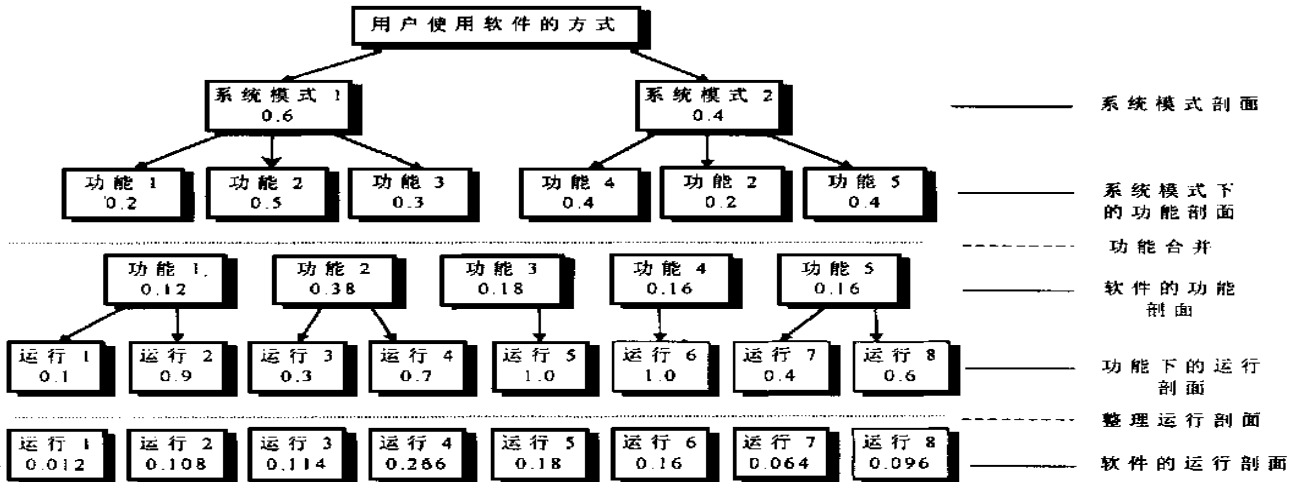 用户使用软件的方式
系统模式 1
0.6
系统模式 2
0.4
系统模式剖面
功能 1
0.2
功能 2
0.5
功能 3
0.3
功能 4
0.4
功能 2
0.2
功能 5
0.4
系统模式下
的功能剖面
功能合并
功能 1
0.12
功能 2
0.38
功能 3
0.18
功能 4
0.16
功能 5
0.16
软件的功能
剖面
运行 1
0.1
运行 2
0.9
运行 3
0.3
运行 4
0.7
运行 5
1.0
运行 6
1.0
运行 7
0.4
运行 8
0.6
功能下的运行
剖面
整理运行剖面
运行 1
0.012
运行 2
0.108
运行 3
0.114
运行 4
0.266
运行 5
0.18
运行 6
0.16
运行 7
0.064
运行 8
0.096
软件的运行剖面